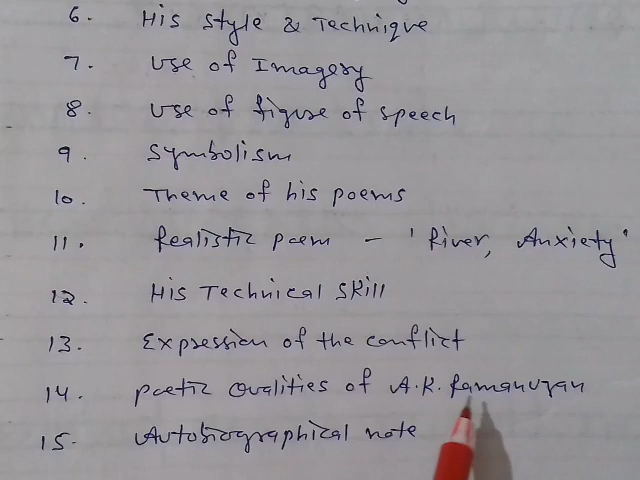 6. His Style & Technique
7. Use of Imagery
8. Use of figure of speech
9. Symbolism
10. Theme of his poems
11. Realistic poem - 'River, Anxiety'
12. His Technical Skill
13. Expression of the conflict
14. Poetic Qualities of A.K. Ramanujan
15. Autobiographical note